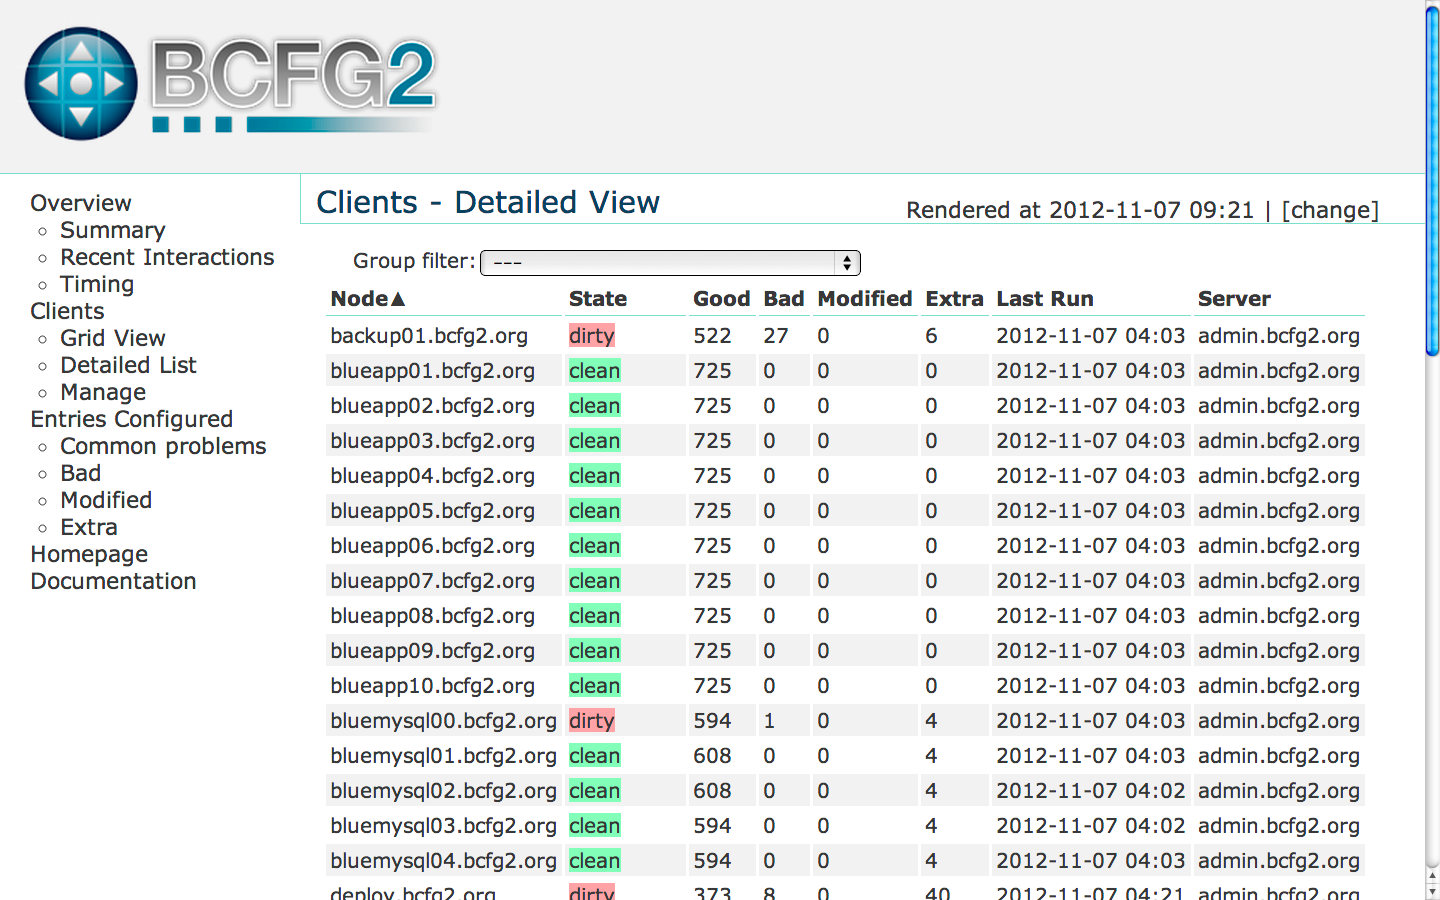 BCFG2
Overview
Summary
Recent Interactions
Timing
Clients
Grid View
Detailed List
Manage
Entries Configured
Common problems
Bad
Modified
Extra
Homepage
Documentation
Clients - Detailed View
Rendered at 2012-11-07 09:21 | [change]
Group filter: ---
Node▲ State Good Bad Modified Extra Last Run Server
backup01.bcfg2.org dirty 522 27 0 6 2012-11-07 04:03 admin.bcfg2.org
blueapp01.bcfg2.org clean 725 0 0 0 2012-11-07 04:03 admin.bcfg2.org
blueapp02.bcfg2.org clean 725 0 0 0 2012-11-07 04:03 admin.bcfg2.org
blueapp03.bcfg2.org clean 725 0 0 0 2012-11-07 04:03 admin.bcfg2.org
blueapp04.bcfg2.org clean 725 0 0 0 2012-11-07 04:03 admin.bcfg2.org
blueapp05.bcfg2.org clean 725 0 0 0 2012-11-07 04:03 admin.bcfg2.org
blueapp06.bcfg2.org clean 725 0 0 0 2012-11-07 04:03 admin.bcfg2.org
blueapp07.bcfg2.org clean 725 0 0 0 2012-11-07 04:03 admin.bcfg2.org
blueapp08.bcfg2.org clean 725 0 0 0 2012-11-07 04:03 admin.bcfg2.org
blueapp09.bcfg2.org clean 725 0 0 0 2012-11-07 04:03 admin.bcfg2.org
blueapp10.bcfg2.org clean 725 0 0 0 2012-11-07 04:03 admin.bcfg2.org
bluemysql00.bcfg2.org dirty 594 1 0 4 2012-11-07 04:03 admin.bcfg2.org
bluemysql01.bcfg2.org clean 608 0 0 4 2012-11-07 04:03 admin.bcfg2.org
bluemysql02.bcfg2.org clean 608 0 0 4 2012-11-07 04:02 admin.bcfg2.org
bluemysql03.bcfg2.org clean 594 0 0 4 2012-11-07 04:02 admin.bcfg2.org
bluemysql04.bcfg2.org clean 594 0 0 4 2012-11-07 04:03 admin.bcfg2.org
deploy.bcfg2.org dirty 373 8 0 40 2012-11-07 04:21 admin.bcfg2.org